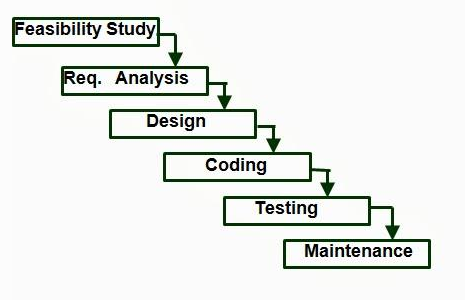 Feasibility Study
Req. Analysis
Design
Coding
Testing
Maintenance